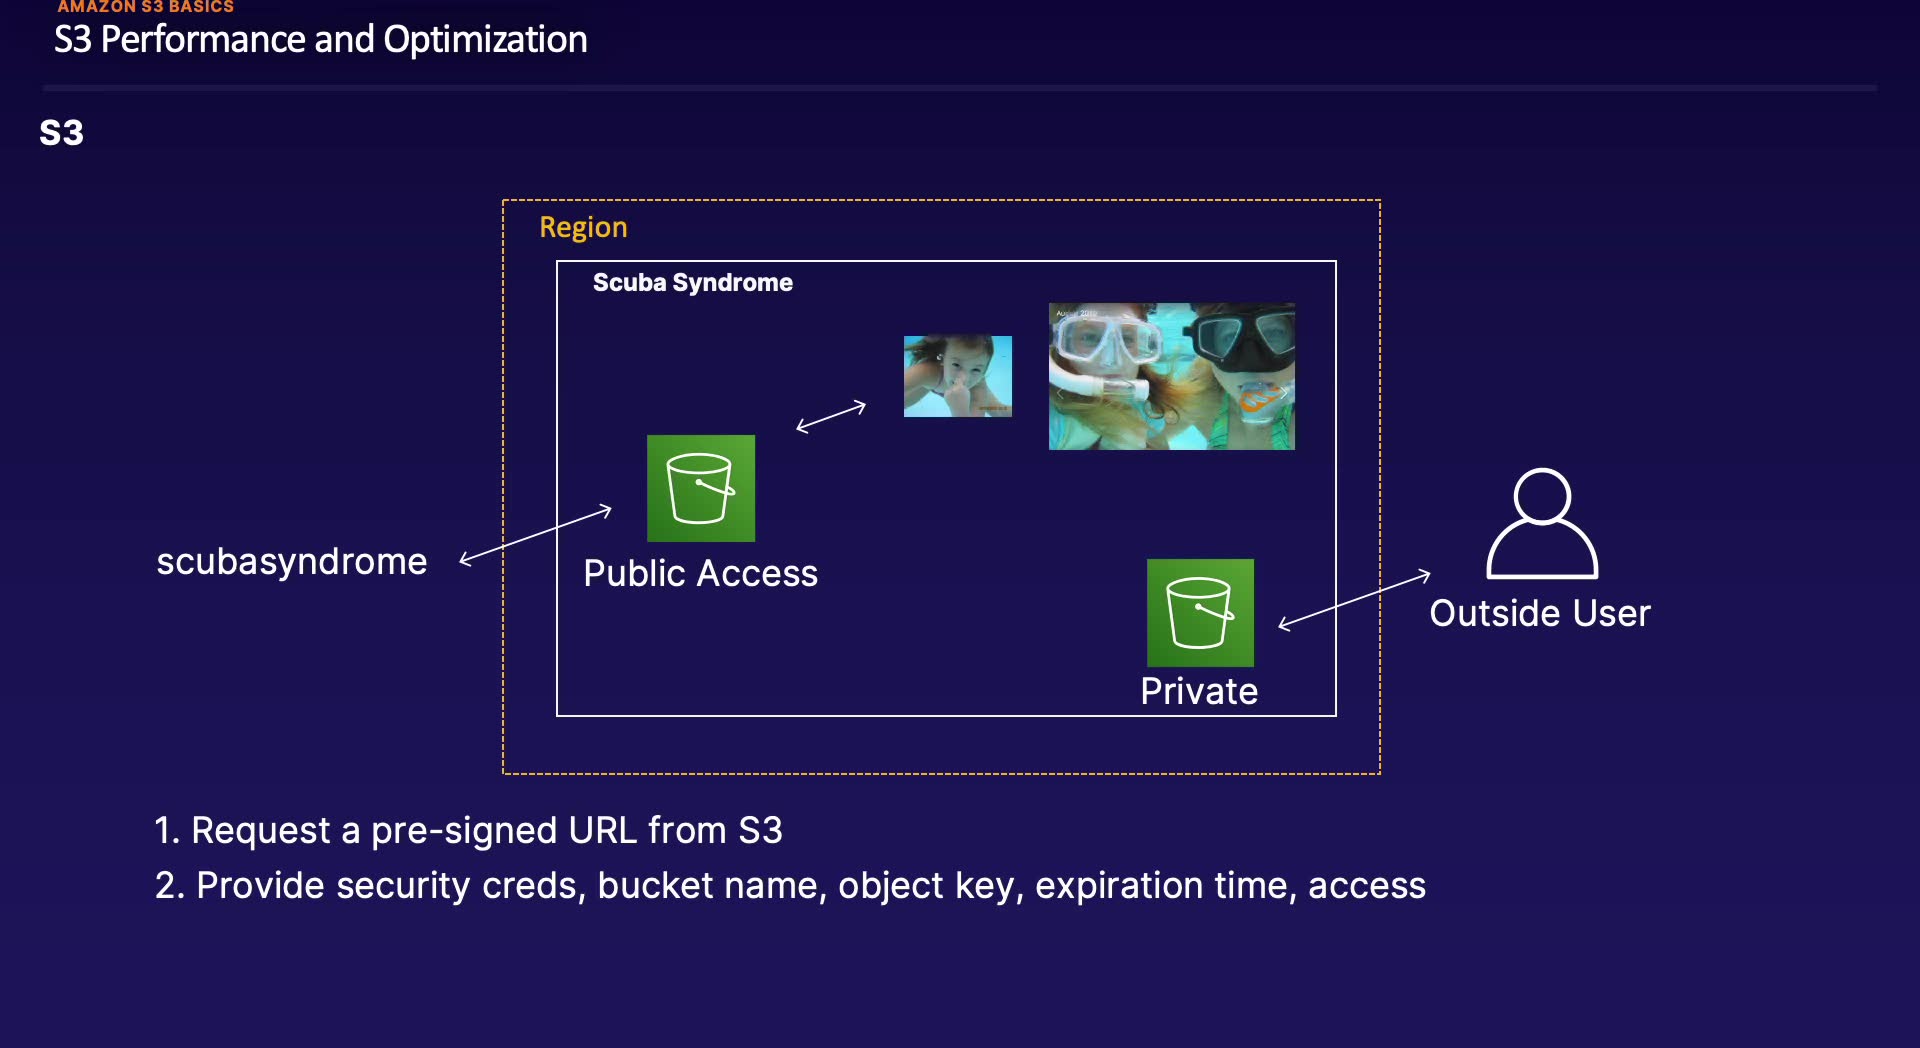 AMAZON S3 BASICS
S3 Performance and Optimization
S3
Region
Scuba Syndrome
scubasyndrome
Public Access
Private
Outside User
1. Request a pre-signed URL from S3
2. Provide security creds, bucket name, object key, expiration time, access